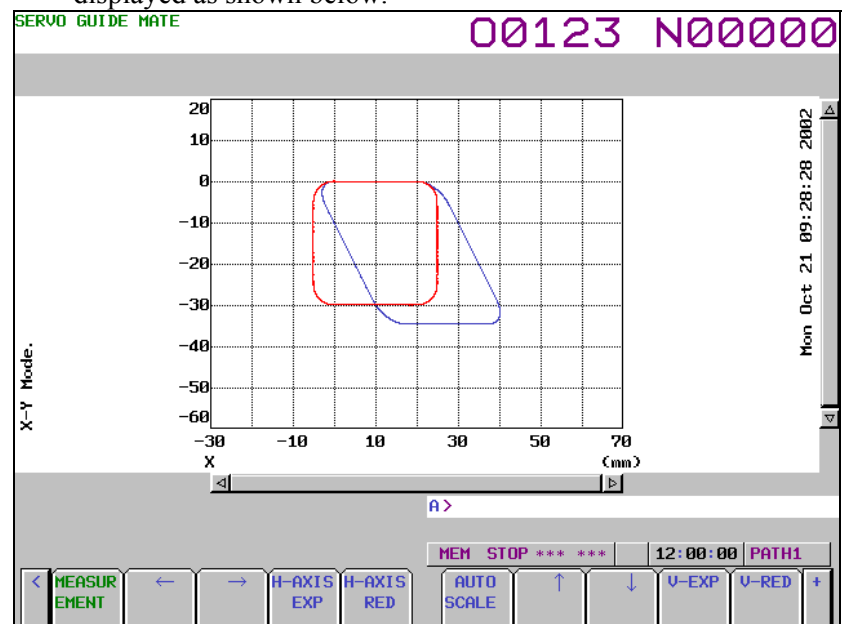 displayed as shown below.
SERVO GUIDE MATE
O0123 N00000
20
10
0
-10
-20
-30
-40
-50
-60
-30 -10 10 30 50 70
X (mm)
X-Y Mode.
Mon Oct 21 09:28:28 2002
A>
MEM STOP *** *** 12:00:00 PATH1
< MEASUREMENT ← → H-AXIS EXP H-AXIS RED AUTO SCALE ↑ ↓ V-EXP V-RED +